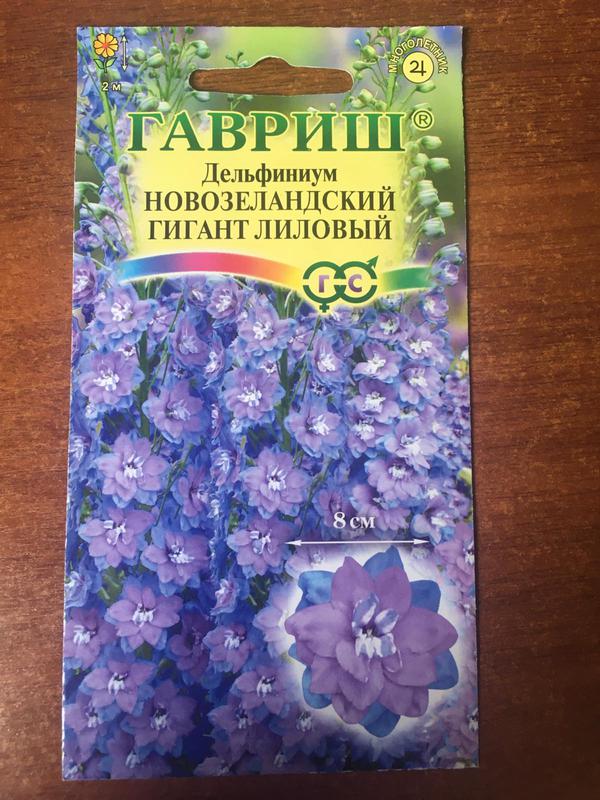 2 м
МНОГОЛЕТНИК
ГАВРИШ®
Дельфиниум
НОВОЗЕЛАНДСКИЙ
ГИГАНТ ЛИЛОВЫЙ
Г С
8 см